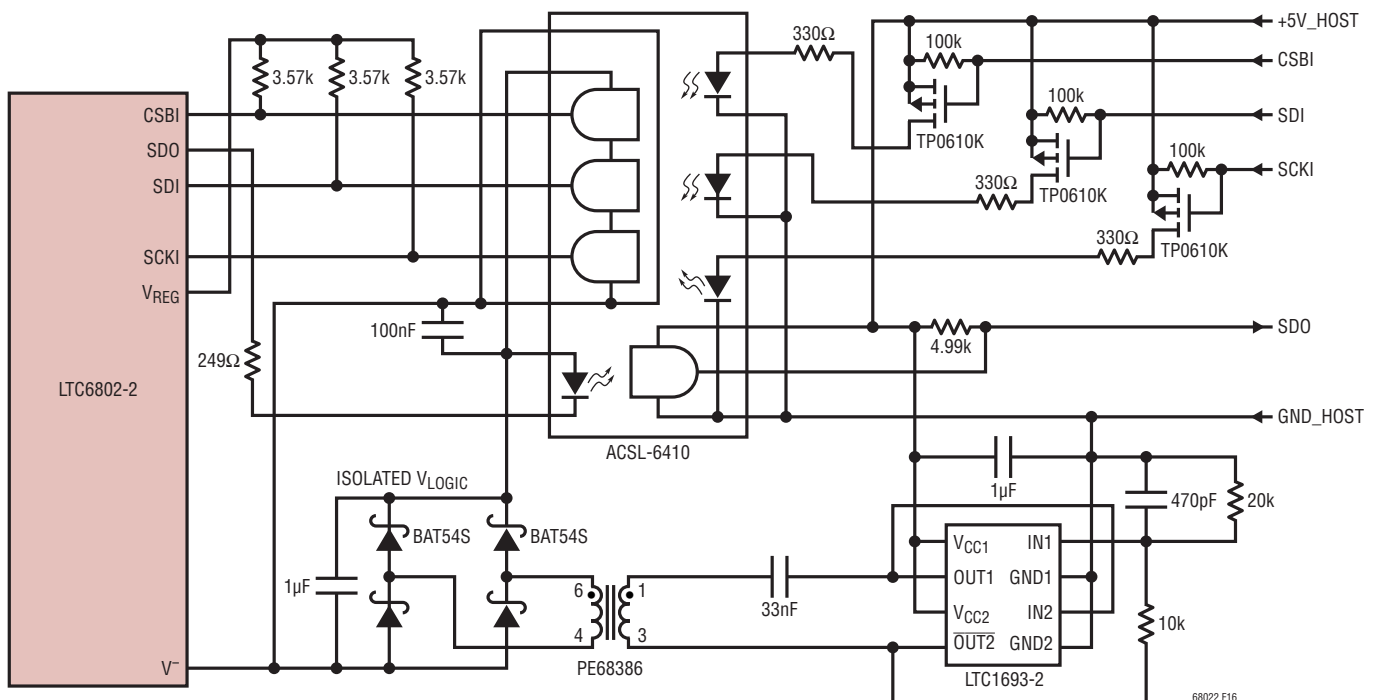 +5V_HOST
330Ω
100k
CSBI
3.57k
3.57k
3.57k
100k
CSBI
SDI
TP0610K
SDO
100k
SCKI
SDI
330Ω
TP0610K
330Ω
TP0610K
SCKI
VREG
100nF
SDO
4.99k
249Ω
LTC6802-2
GND_HOST
ACSL-6410
ISOLATED VLOGIC
1µF
470pF
20k
BAT54S
BAT54S
VCC1
IN1
1µF
6
1
OUT1
GND1
33nF
VCC2
IN2
10k
4
3
OUT2
GND2
V–
PE68386
LTC1693-2
68022 F16